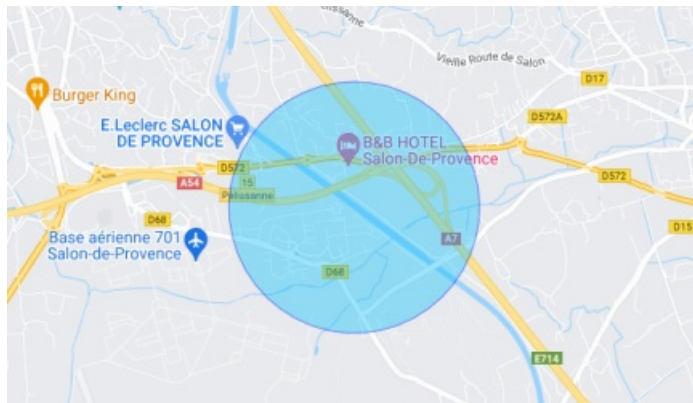 Vieille Route de Salon
D17
Burger King
D572A
E.Leclerc SALON
DE PROVENCE
B&B HOTEL
Salon-De-Provence
D572
D572
A54
15
Pelissanne
D68
D15
Base aérienne 701
Salon-de-Provence
A7
D68
E714